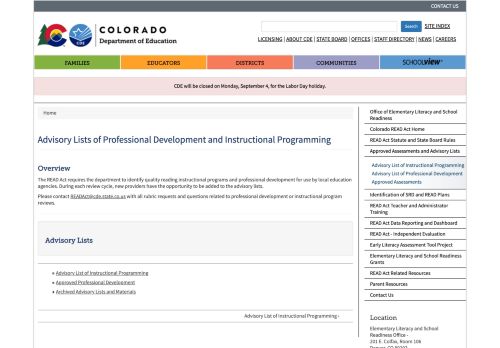 CONTACT US
COLORADO
Department of Education
CDE
Search
SITE INDEX
LICENSING | ABOUT CDE | STATE BOARD | OFFICES | STAFF DIRECTORY | NEWS | CAREERS
FAMILIES
EDUCATORS
DISTRICTS
COMMUNITIES
SCHOOLVIEW
CDE will be closed on Monday, September 4, for the Labor Day holiday.
Home
Advisory Lists of Professional Development and Instructional Programming
Overview
The READ Act requires the department to identify quality reading instructional programs and professional development for use by local education
agencies. During each review cycle, new providers have the opportunity to be added to the advisory lists.
Please contact READAct@cde.state.co.us with all rubric requests and questions related to professional development or instructional program
reviews.
Advisory Lists
Advisory List of Instructional Programming
Approved Professional Development
Archived Advisory Lists and Materials
Advisory List of Instructional Programming ›
Office of Elementary Literacy and School
Readiness
Colorado READ Act Home
READ Act Statute and State Board Rules
Approved Assessments and Advisory Lists
Advisory List of Instructional Programming
Advisory List of Professional Development
Approved Assessments
Identification of SRD and READ Plans
READ Act Teacher and Administrator
Training
READ Act Data Reporting and Dashboard
READ Act - Independent Evaluation
Early Literacy Assessment Tool Project
Elementary Literacy and School Readiness
Grants
READ Act Related Resources
Parent Resources
Contact Us
Location
Elementary Literacy and School
Readiness Office -
201 E. Colfax, Room 106